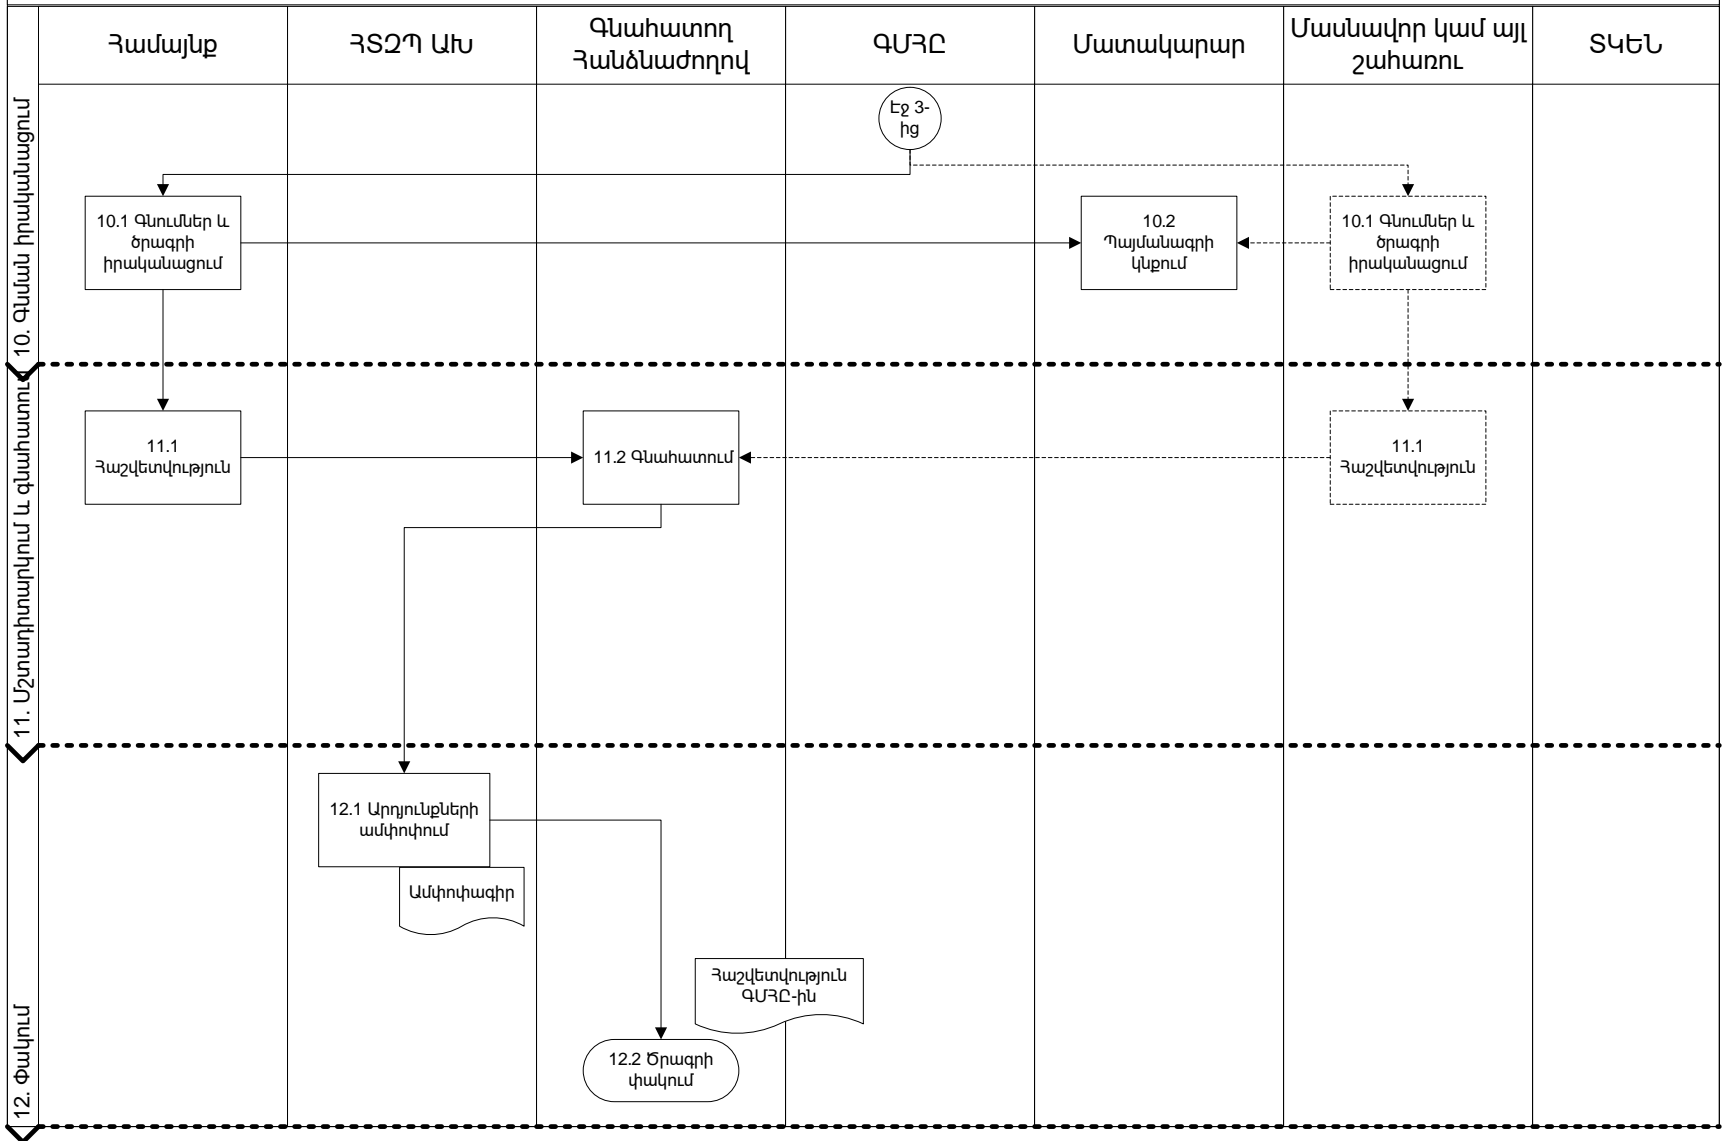 Համայնք
ՀՏԶՊ ԱԽ
Գնահատող
Հանձնաժողով
ԳՄՀԸ
Մատակարար
Մասնավոր կամ այլ
շահառու
ՏԿԵՆ
10. Գնման իրականացում
Էջ 3-
ից
10.1 Գնումներ և
ծրագրի
իրականացում
10.2
Պայմանագրի
կնքում
10.1 Գնումներ և
ծրագրի
իրականացում
11. Մշտադիտարկում և գնահատում
11.1
Հաշվետվություն
11.2 Գնահատում
11.1
Հաշվետվություն
12. Փակում
12.1 Արդյունքների
ամփոփում
Ամփոփագիր
Հաշվետվություն
ԳՄՀԸ-ին
12.2 Ծրագրի
փակում